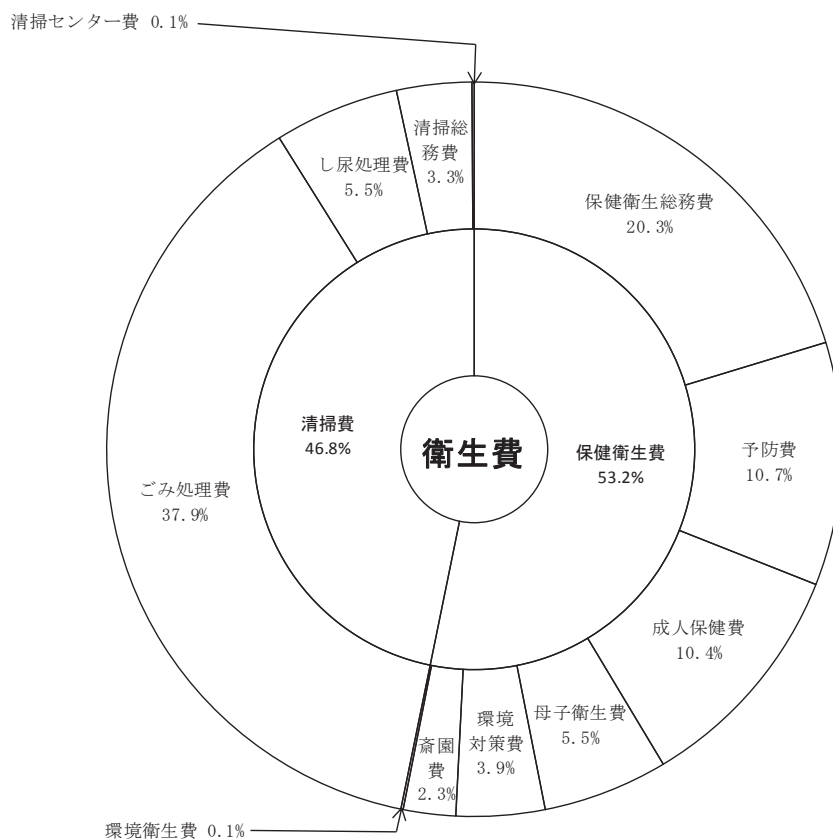 清掃センター費 0.1%
清掃総
務費
3.3%
し尿処理費
5.5%
保健衛生総務費
20.3%
清掃費
46.8%
衛生費
保健衛生費
53.2%
予防費
10.7%
ごみ処理費
37.9%
成人保健費
10.4%
母子衛生費
5.5%
環境
対策費
3.9%
斎園
費
2.3%
環境衛生費 0.1%